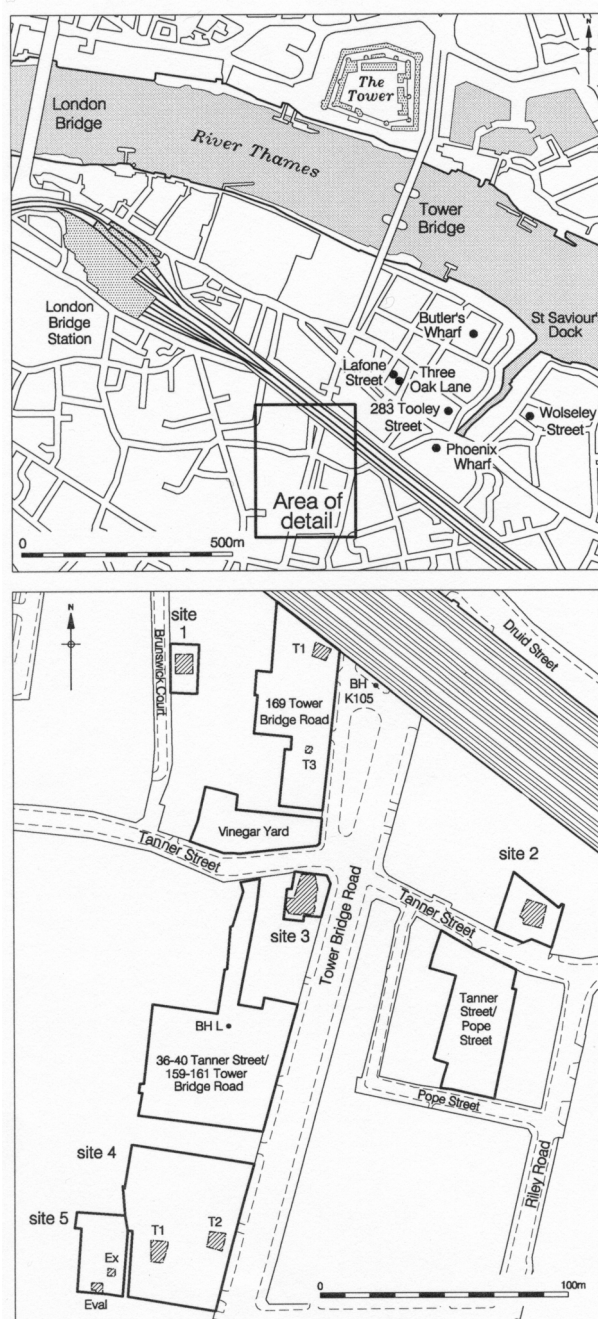 N
The
Tower
London
Bridge
River Thames
Tower
Bridge
London
Bridge
Station
Butler's
Wharf
St Saviour's
Dock
Lafone
Street
Three
Oak Lane
283 Tooley
Street
Wolseley
Street
Phoenix
Wharf
Area of
detail
0
500m
N
site
1
Brunswick Court
T1
BH
K105
Druid Street
169 Tower
Bridge Road
T3
Vinegar Yard
Tanner Street
site 2
site 3
Tower Bridge Road
Tanner Street
BH L
36-40 Tanner Street/
159-161 Tower
Bridge Road
Tanner
Street/
Pope
Street
Pope Street
Riley Road
site 4
site 5
T1
T2
Ex
Eval
0
100m